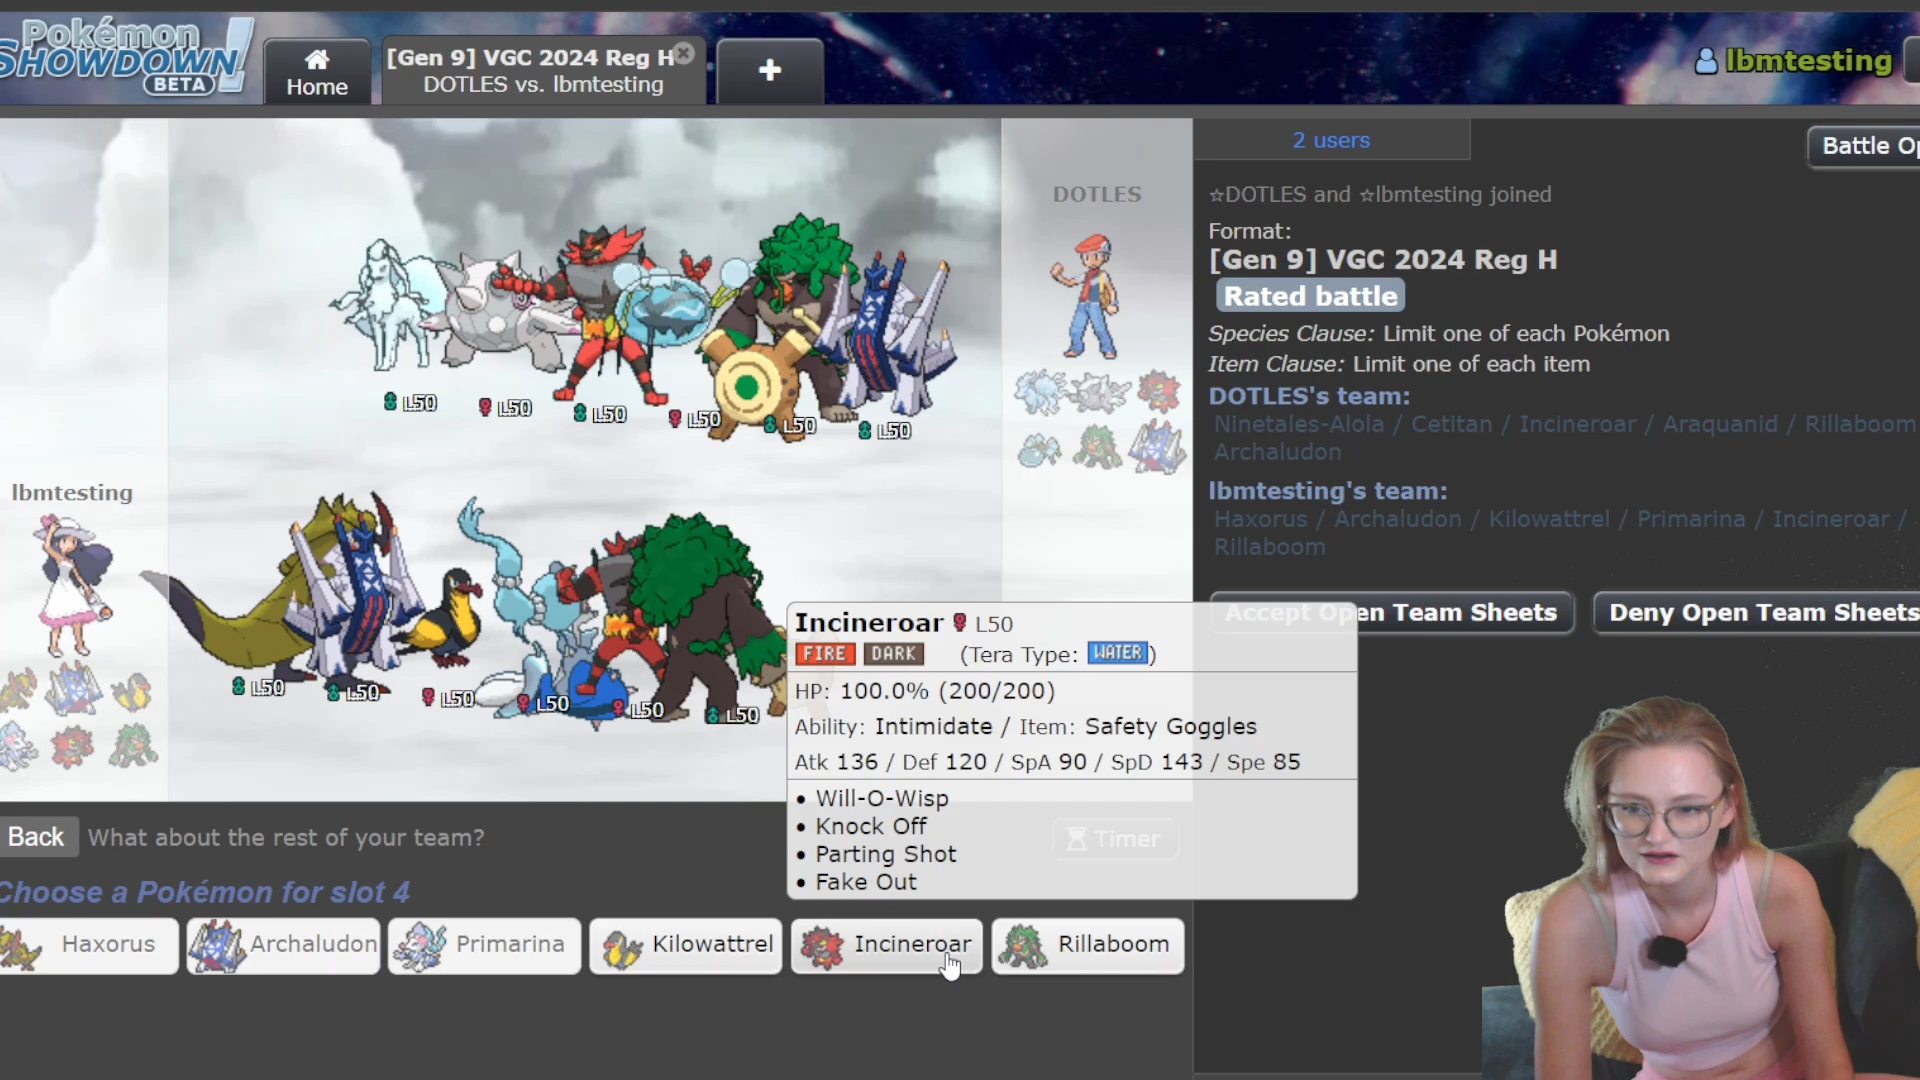 Pokémon
SHOWDOWN!
BETA
Home
[Gen 9] VGC 2024 Reg H
DOTLES vs. lbmtesting
+
lbmtesting
2 users
Battle Op
☆DOTLES and ☆lbmtesting joined
Format:
[Gen 9] VGC 2024 Reg H
Rated battle
Species Clause: Limit one of each Pokémon
Item Clause: Limit one of each item
DOTLES's team:
Ninetales-Alola / Cetitan / Incineroar / Araquanid / Rillaboom
Archaludon
lbmtesting's team:
Haxorus / Archaludon / Kilowattrel / Primarina / Incineroar /
Rillaboom
Accept Open Team Sheets
Deny Open Team Sheets
DOTLES
L50
L50
L50
L50
L50
L50
lbmtesting
L50
L50
L50
L50
L50
L50
Incineroar L50
FIRE DARK (Tera Type: WATER)
HP: 100.0% (200/200)
Ability: Intimidate / Item: Safety Goggles
Atk 136 / Def 120 / SpA 90 / SpD 143 / Spe 85
• Will-O-Wisp
• Knock Off
• Parting Shot
• Fake Out
Timer
Back What about the rest of your team?
Choose a Pokémon for slot 4
Haxorus
Archaludon
Primarina
Kilowattrel
Incineroar
Rillaboom